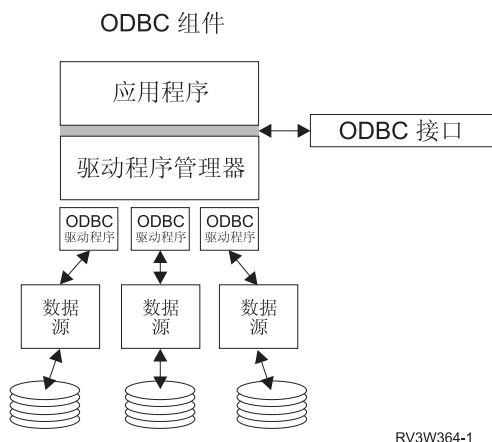 ODBC 组件
应用程序
ODBC 接口
驱动程序管理器
ODBC
驱动程序
ODBC
驱动程序
ODBC
驱动程序
数据
源
数据
源
数据
源
RV3W364-1